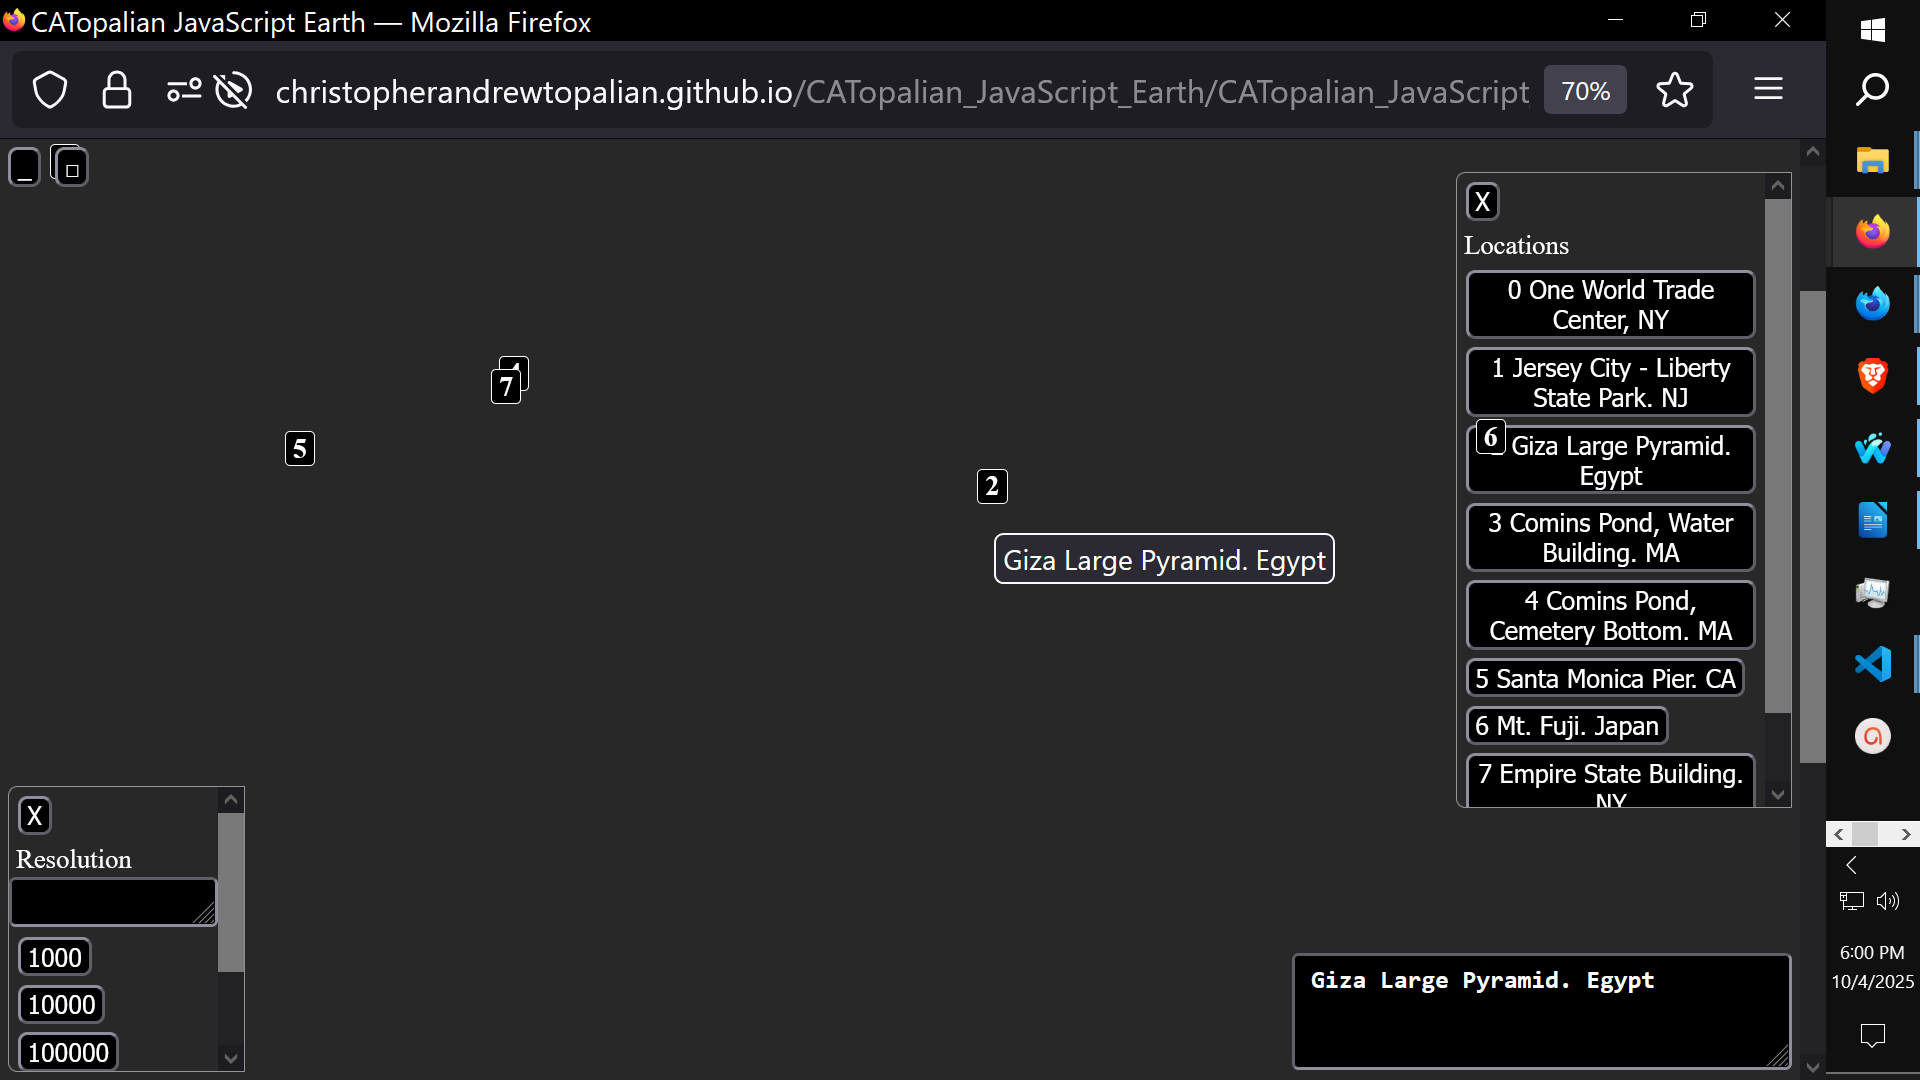 CATopalian JavaScript Earth — Mozilla Firefox
christopherandrewtopalian.github.io/CATopalian_JavaScript_Earth/CATopalian_JavaScript
70%
X
Locations
0 One World Trade
Center, NY
1 Jersey City - Liberty
State Park. NJ
6
Giza Large Pyramid.
Egypt
3 Comins Pond, Water
Building. MA
4 Comins Pond,
Cemetery Bottom. MA
5 Santa Monica Pier. CA
6 Mt. Fuji. Japan
7 Empire State Building.
NY
7
5
2
Giza Large Pyramid. Egypt
X
Resolution
1000
10000
100000
Giza Large Pyramid. Egypt
6:00 PM
10/4/2025